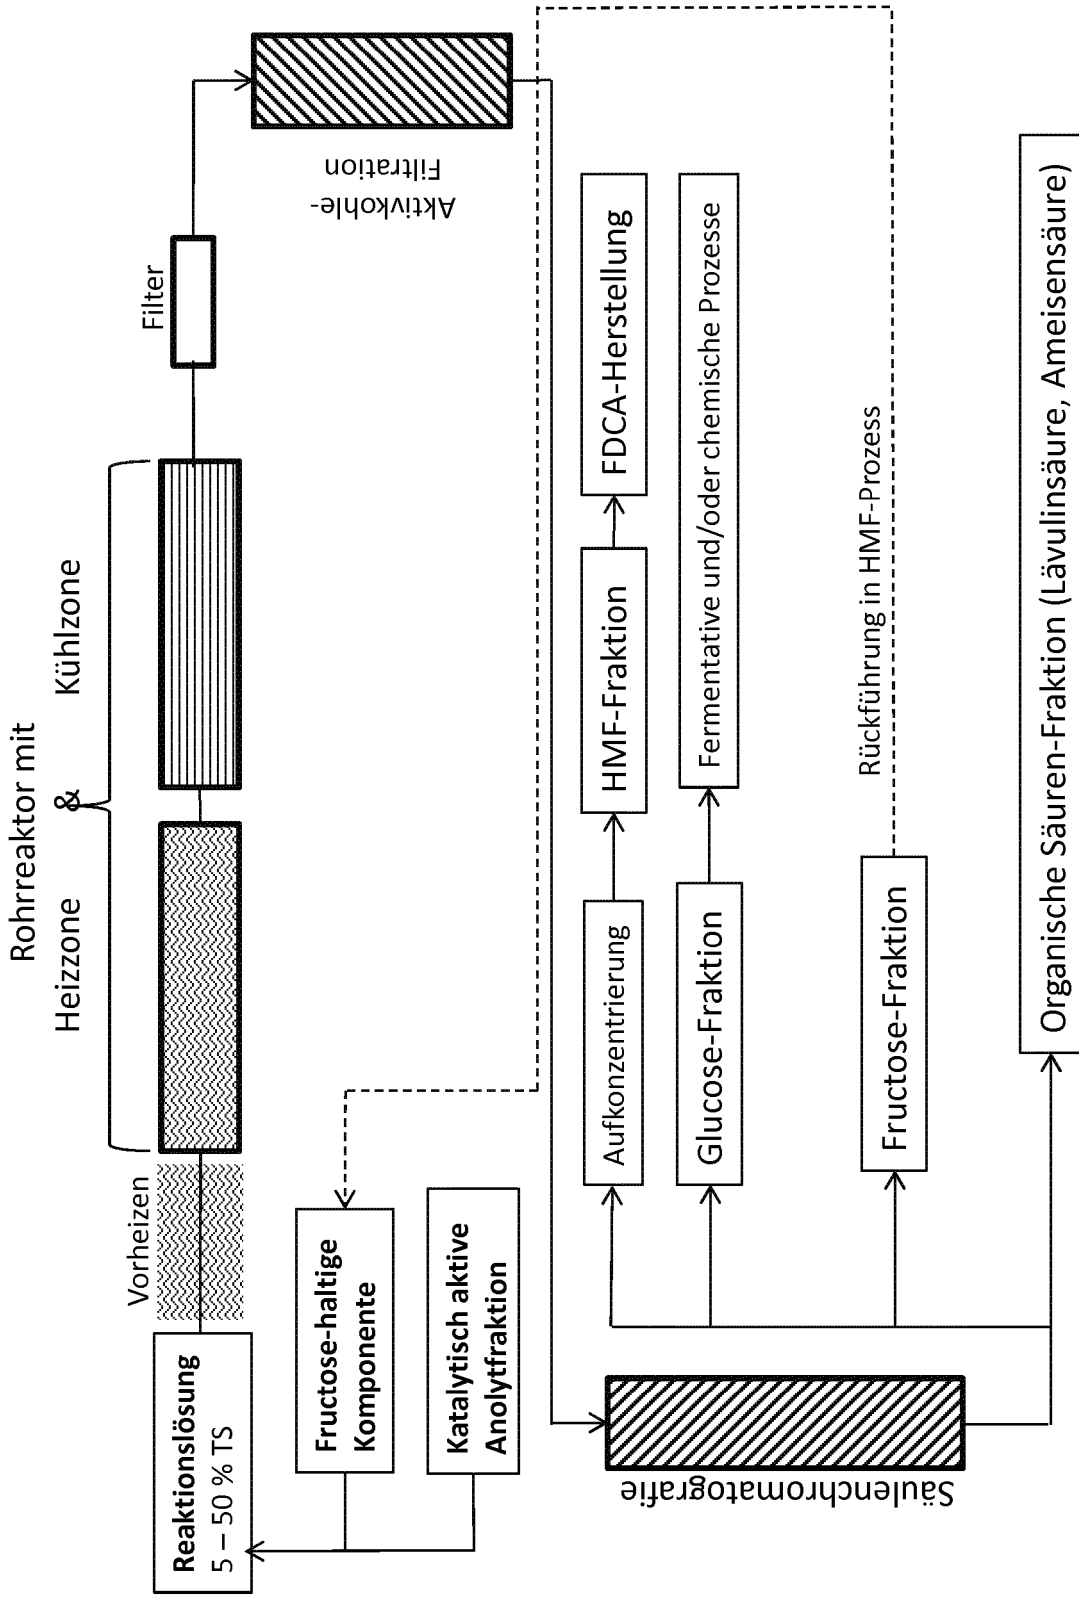 Rohrreaktor mit
Heizzone & Kühlzone
Vorheizen
Filter
Reaktionslösung
5 – 50 % TS
Aktivkohle-
Filtration
Fructose-haltige
Komponente
Katalytisch aktive
Anolytfraktion
Säulenchromatografie
Aufkonzentrierung
HMF-Fraktion
FDCA-Herstellung
Glucose-Fraktion
Fermentative und/oder chemische Prozesse
Fructose-Fraktion
Rückführung in HMF-Prozess
Organische Säuren-Fraktion (Lävulinsäure, Ameisensäure)